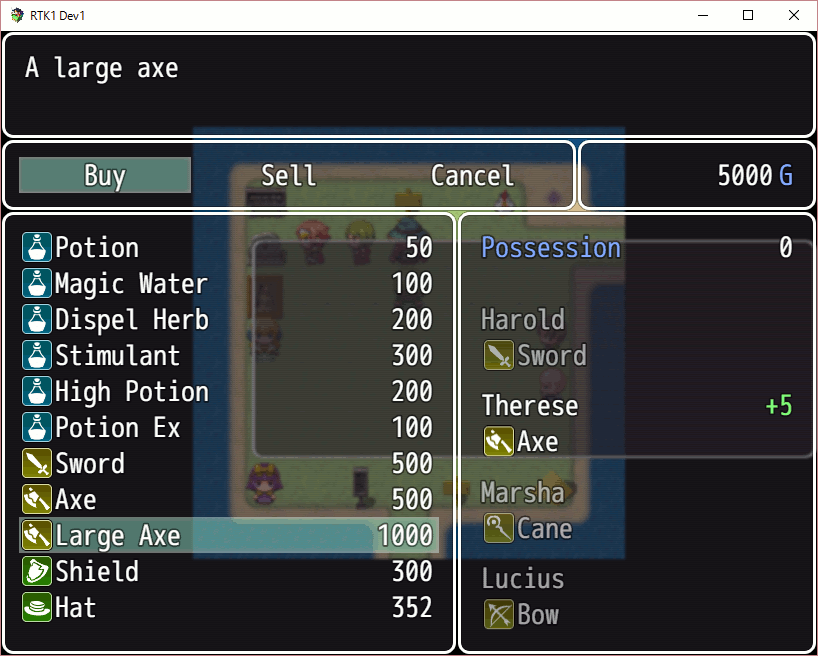 RTK1 Dev1
A large axe
Buy Sell Cancel 5000 G
Potion 50
Magic Water 100
Dispel Herb 200
Stimulant 300
High Potion 200
Potion Ex 100
Sword 500
Axe 500
Large Axe 1000
Shield 300
Hat 352
Possession 0
Harold
Sword
Therese +5
Axe
Marsha
Cane
Lucius
Bow